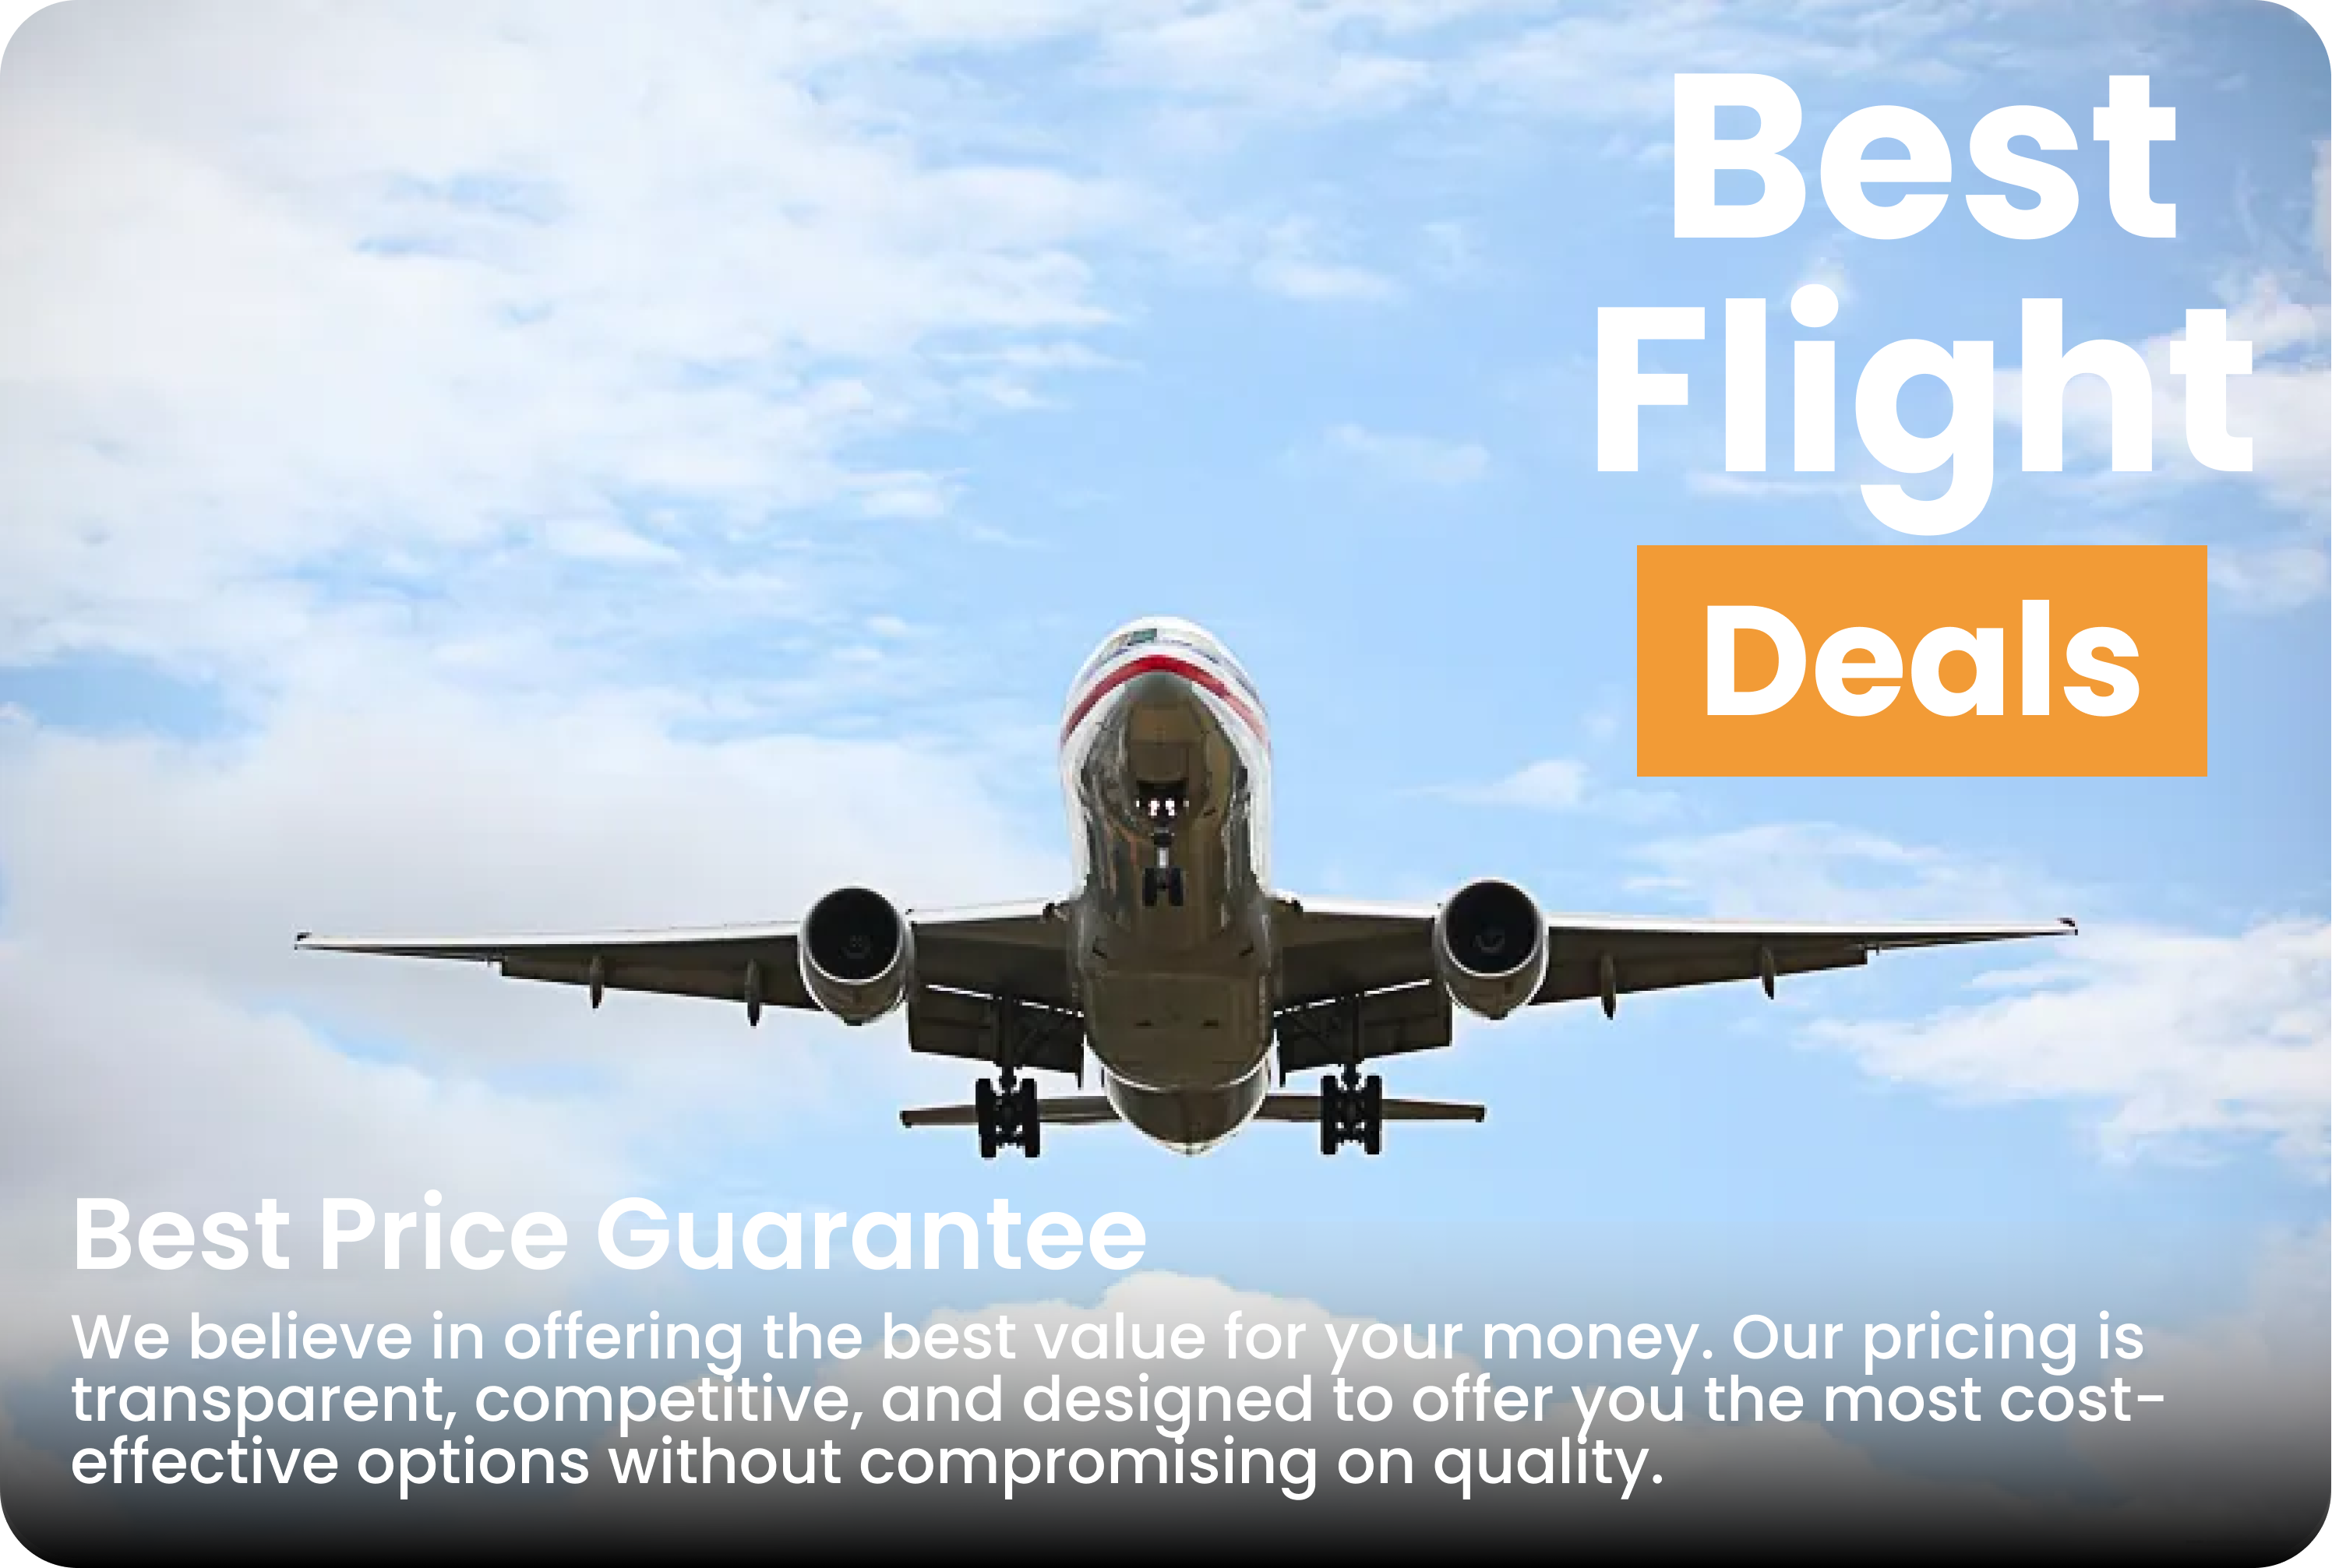 Best
Flight
Deals
Best Price Guarantee
We believe in offering the best value for your money. Our pricing is
transparent, competitive, and designed to offer you the most cost-
effective options without compromising on quality.